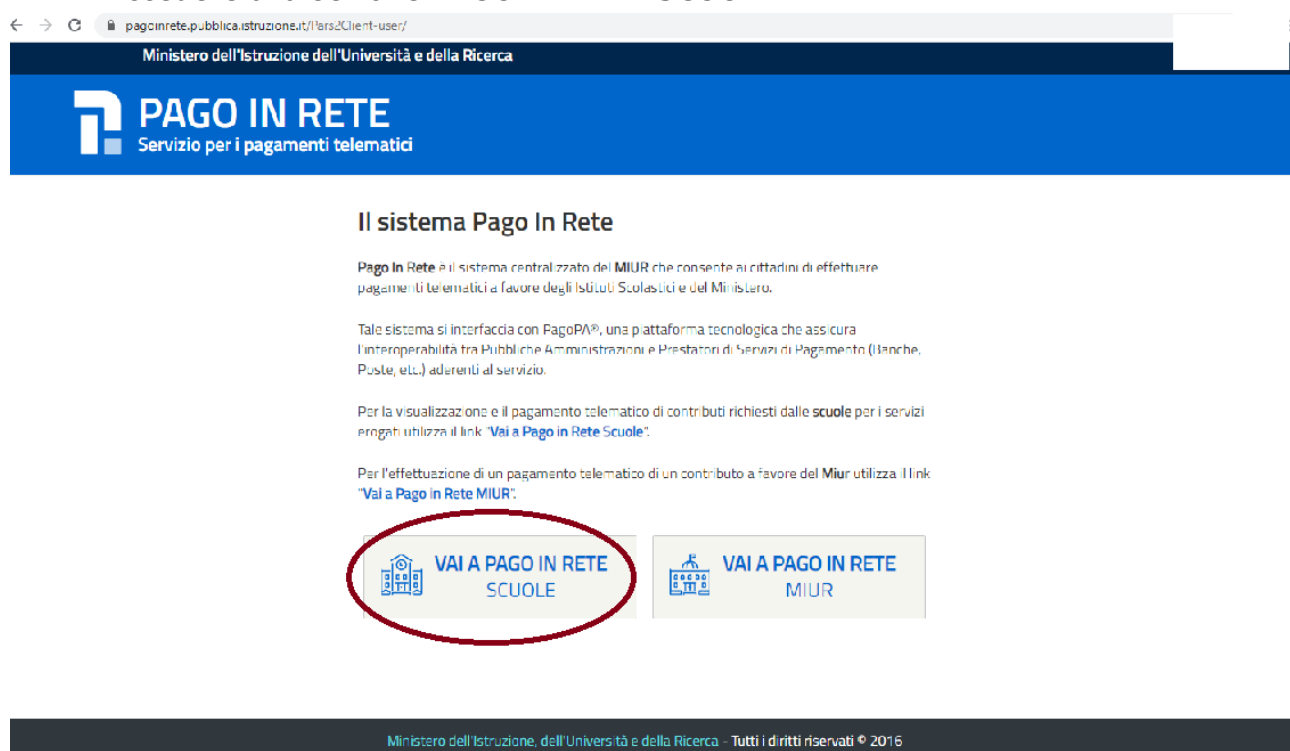 pagoinrete.pubblica.istruzione.it/Pars2Client-user/
Ministero dell'Istruzione dell'Università e della Ricerca
PAGO IN RETE
Servizio per i pagamenti telematici
Il sistema Pago In Rete
Pago In Rete è il sistema centralizzato del MIUR che consente ai cittadini di effettuare
pagamenti telematici a favore degli Istituti Scolastici e del Ministero.
Tale sistema si interfaccia con PagoPA®, una piattaforma tecnologica che assicura
l'interoperabilità tra Pubbliche Amministrazioni e Prestatori di Servizi di Pagamento (Banche,
Poste, etc.) aderenti al servizio.
Per la visualizzazione e il pagamento telematico di contributi richiesti dalle scuole per i servizi
erogati utilizza il link "Vai a Pago in Rete Scuole".
Per l'effettuazione di un pagamento telematico di un contributo a favore del Miur utilizza il link
"Vai a Pago in Rete MIUR".
VAI A PAGO IN RETE
SCUOLE
VAI A PAGO IN RETE
MIUR
Ministero dell'Istruzione, dell'Università e della Ricerca - Tutti i diritti riservati © 2016